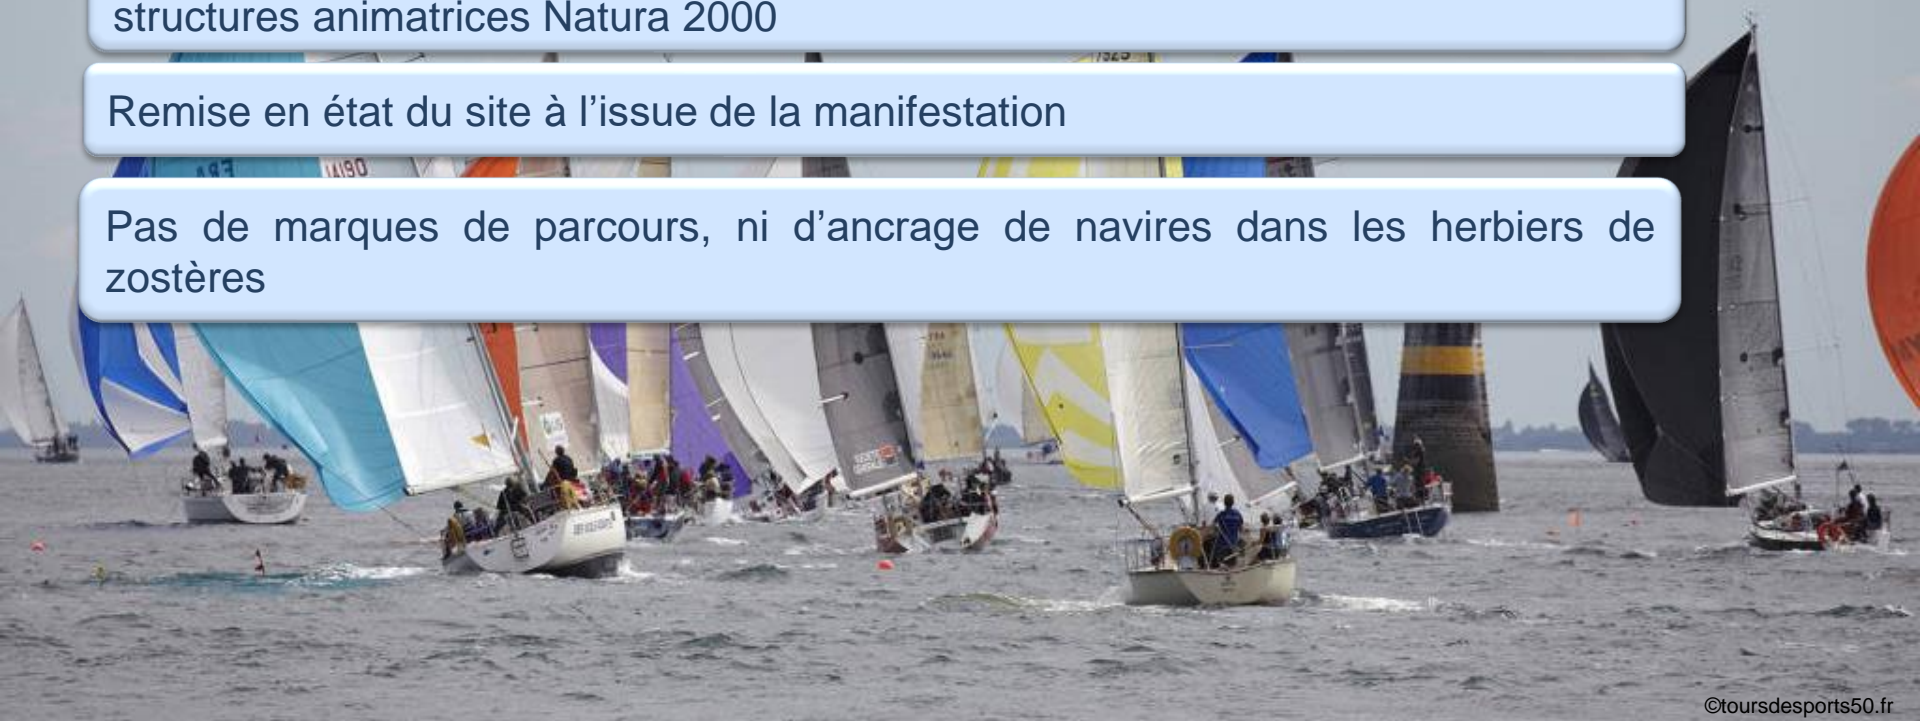 structures animatrices Natura 2000
Remise en état du site à l’issue de la manifestation
14190
Pas de marques de parcours, ni d’ancrage de navires dans les herbiers de
zostères
©toursdesports50.fr